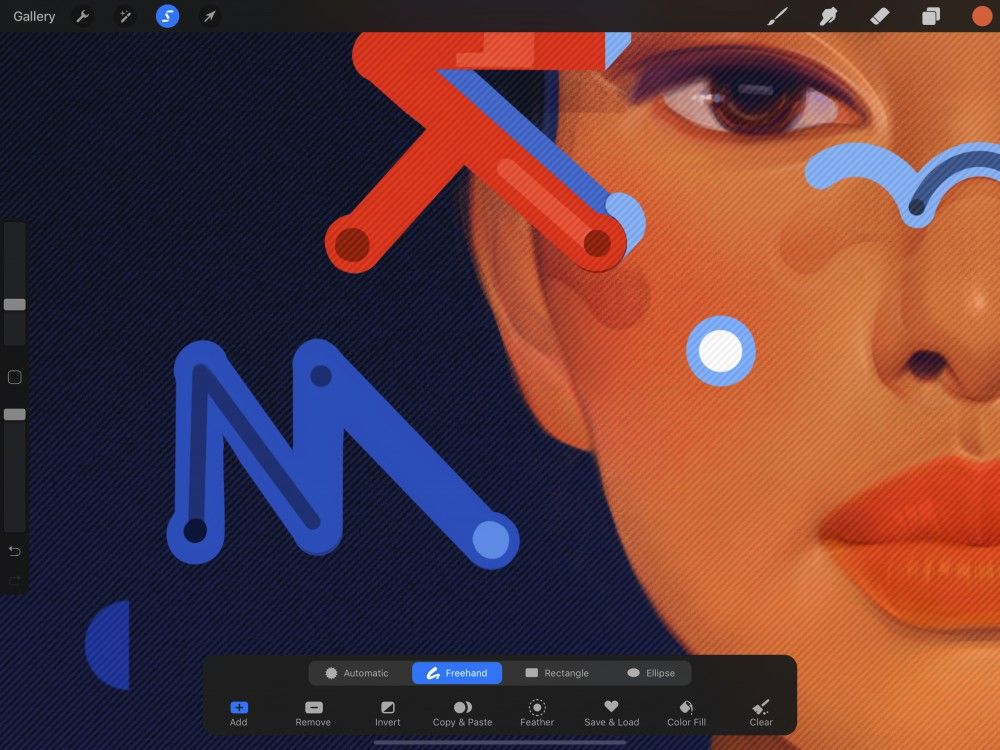 Gallery
Automatic Freehand Rectangle Ellipse
Add Remove Invert Copy & Paste Feather Save & Load Color Fill Clear